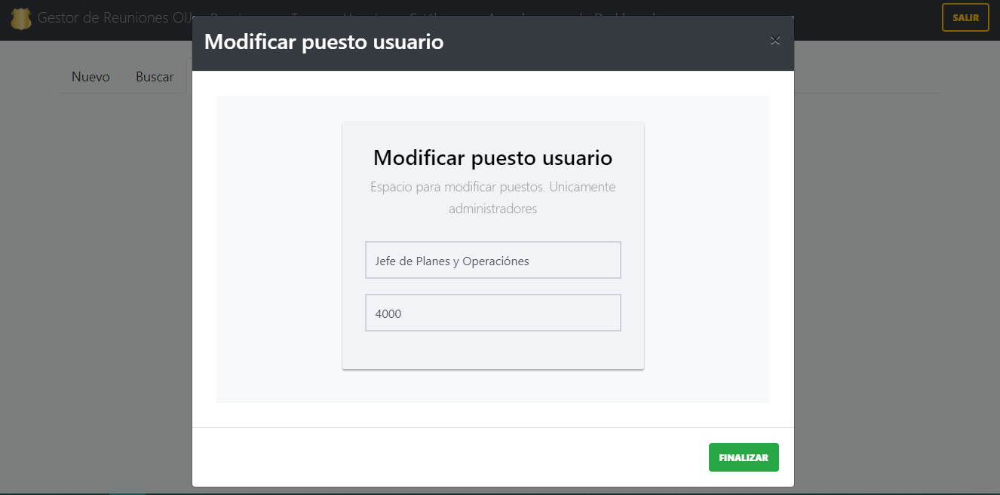 Gestor de Reuniones OIJ
SALIR
Modificar puesto usuario
×
Nuevo
Buscar
Modificar puesto usuario
Espacio para modificar puestos. Unicamente
administradores
Jefe de Planes y Operaciónes
4000
FINALIZAR